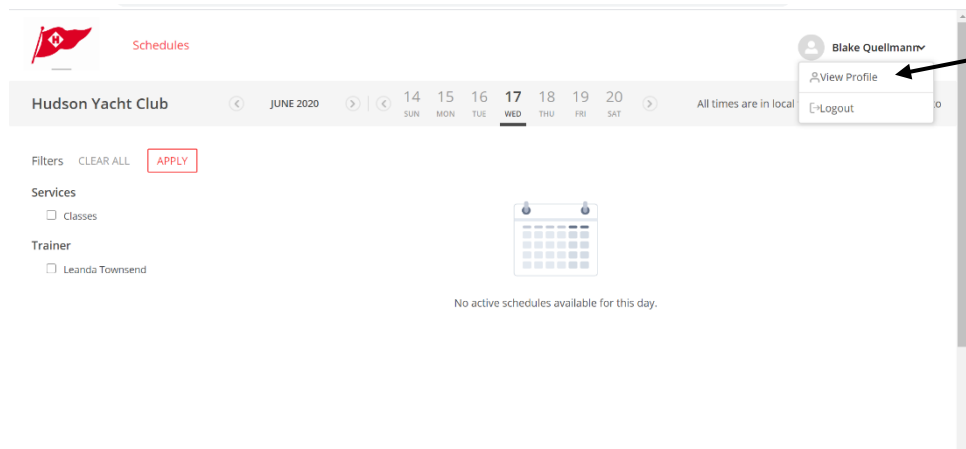 H
Schedules
Blake Quellmann
View Profile
Logout
Hudson Yacht Club
JUNE 2020
14 15 16 17 18 19 20
SUN MON TUE WED THU FRI SAT
All times are in local
Filters CLEAR ALL APPLY
Services
Classes
Trainer
Leanda Townsend
No active schedules available for this day.